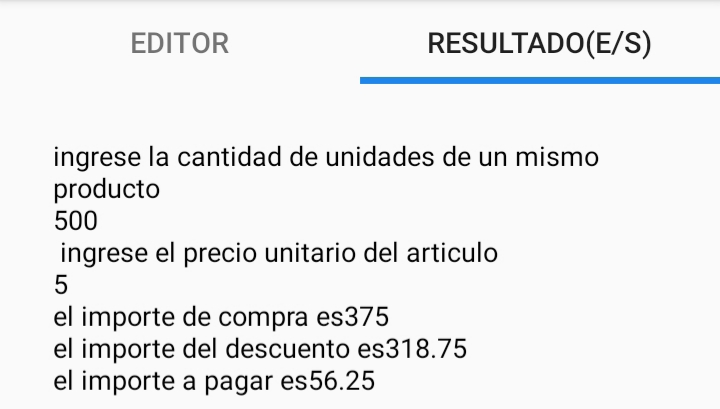 EDITOR
RESULTADO(E/S)
ingrese la cantidad de unidades de un mismo
producto
500
ingrese el precio unitario del articulo
5
el importe de compra es375
el importe del descuento es318.75
el importe a pagar es56.25